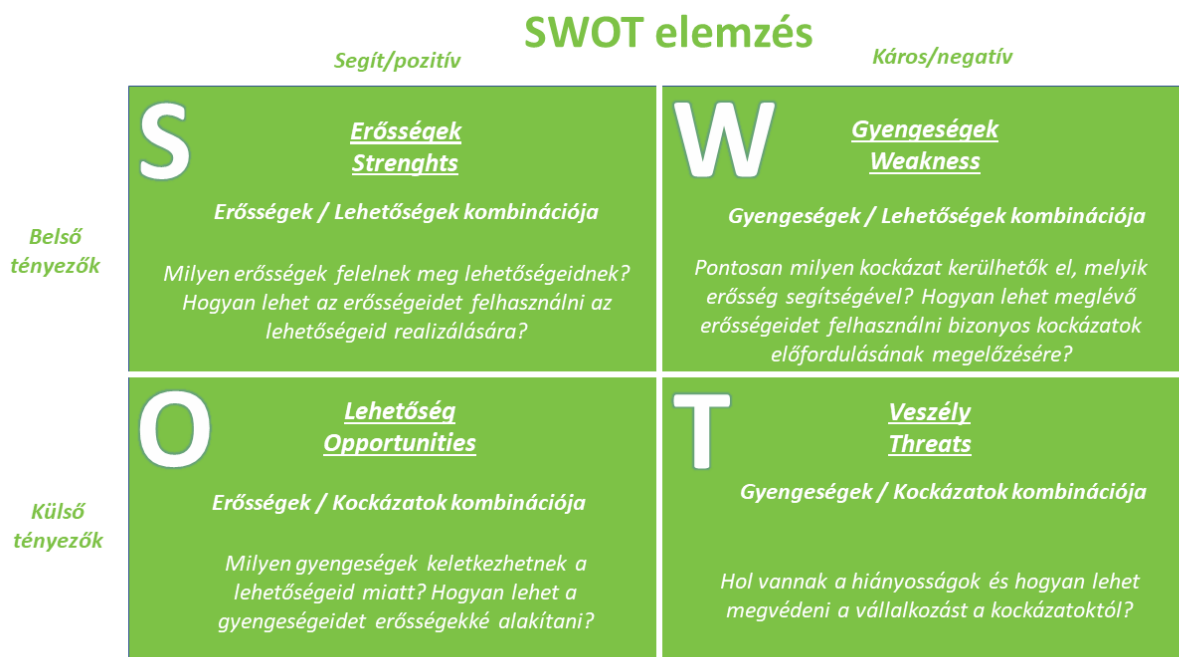 SWOT elemzés
Segít/pozitív
Káros/negatív
Belső
tényezők
S
Erősségek
Strenghts
Erősségek / Lehetőségek kombinációja
Milyen erősségek felelnek meg lehetőségeidnek?
Hogyan lehet az erősségeidet felhasználni az
lehetőségeid realizálására?
W
Gyengeségek
Weakness
Gyengeségek / Lehetőségek kombinációja
Pontosan milyen kockázat kerülhetők el, melyik
erősség segítségével? Hogyan lehet meglévő
erősségeidet felhasználni bizonyos kockázatok
előfordulásának megelőzésére?
Külső
tényezők
O
Lehetőség
Opportunities
Erősségek / Kockázatok kombinációja
Milyen gyengeségek keletkezhetnek a
lehetőségeid miatt? Hogyan lehet a
gyengeségeidet erősségekké alakítani?
T
Veszély
Threats
Gyengeségek / Kockázatok kombinációja
Hol vannak a hiányosságok és hogyan lehet
megvédeni a vállalkozást a kockázatoktól?